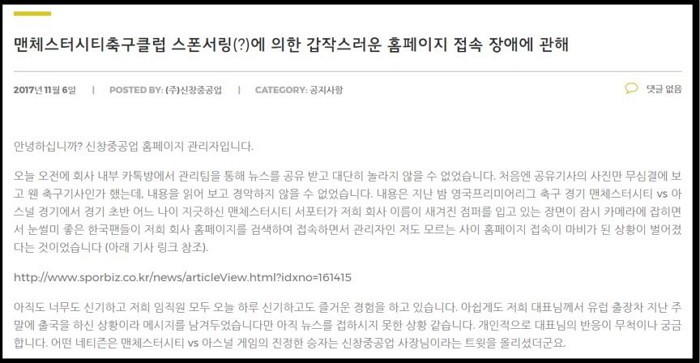 맨체스터시티축구클럽 스폰서링(?)에 의한 갑작스러운 홈페이지 접속 장애에 관해
2017년 11월 6일 | POSTED BY: (주)신창중공업 | CATEGORY: 공지사항 댓글 없음
안녕하십니까? 신창중공업 홈페이지 관리자입니다.
오늘 오전에 회사 내부 카톡방에서 관리팀을 통해 뉴스를 공유 받고 대단히 놀라지 않을 수 없었습니다. 처음엔 공유기사의 사진만 무심결에 보
고 웬 축구기사인가 했는데, 내용을 읽어 보고 경악하지 않을 수 없었습니다. 내용은 지난 밤 영국프리미어리그 축구 경기 맨체스터시티 vs 아
스널 경기에서 경기 초반 어느 나이 지긋하신 맨체스터시티 서포터가 저희 회사 이름이 새겨진 점퍼를 입고 있는 장면이 잠시 카메라에 잡히면
서 눈썰미 좋은 한국팬들이 저희 회사 홈페이지를 검색하여 접속하면서 관리자인 저도 모르는 사이 홈페이지 접속이 마비가 된 상황이 벌어졌
다는 것이었습니다 (아래 기사 링크 참조).
http://www.sporbiz.co.kr/news/articleView.html?idxno=161415
아직도 너무도 신기하고 저희 임직원 모두 오늘 하루 신기하고도 즐거운 경험을 하고 있습니다. 아쉽게도 저희 대표님께서 유럽 출장차 지난 주
말에 출국을 하신 상황이라 메시지를 남겨두었습니다만 아직 뉴스를 접하시지 못한 상황 같습니다. 개인적으로 대표님의 반응이 무척이나 궁금
합니다. 어떤 네티즌은 맨체스터시티 vs 아스널 게임의 진정한 승자는 신창중공업 사장님이라는 트윗을 올리셨더군요.